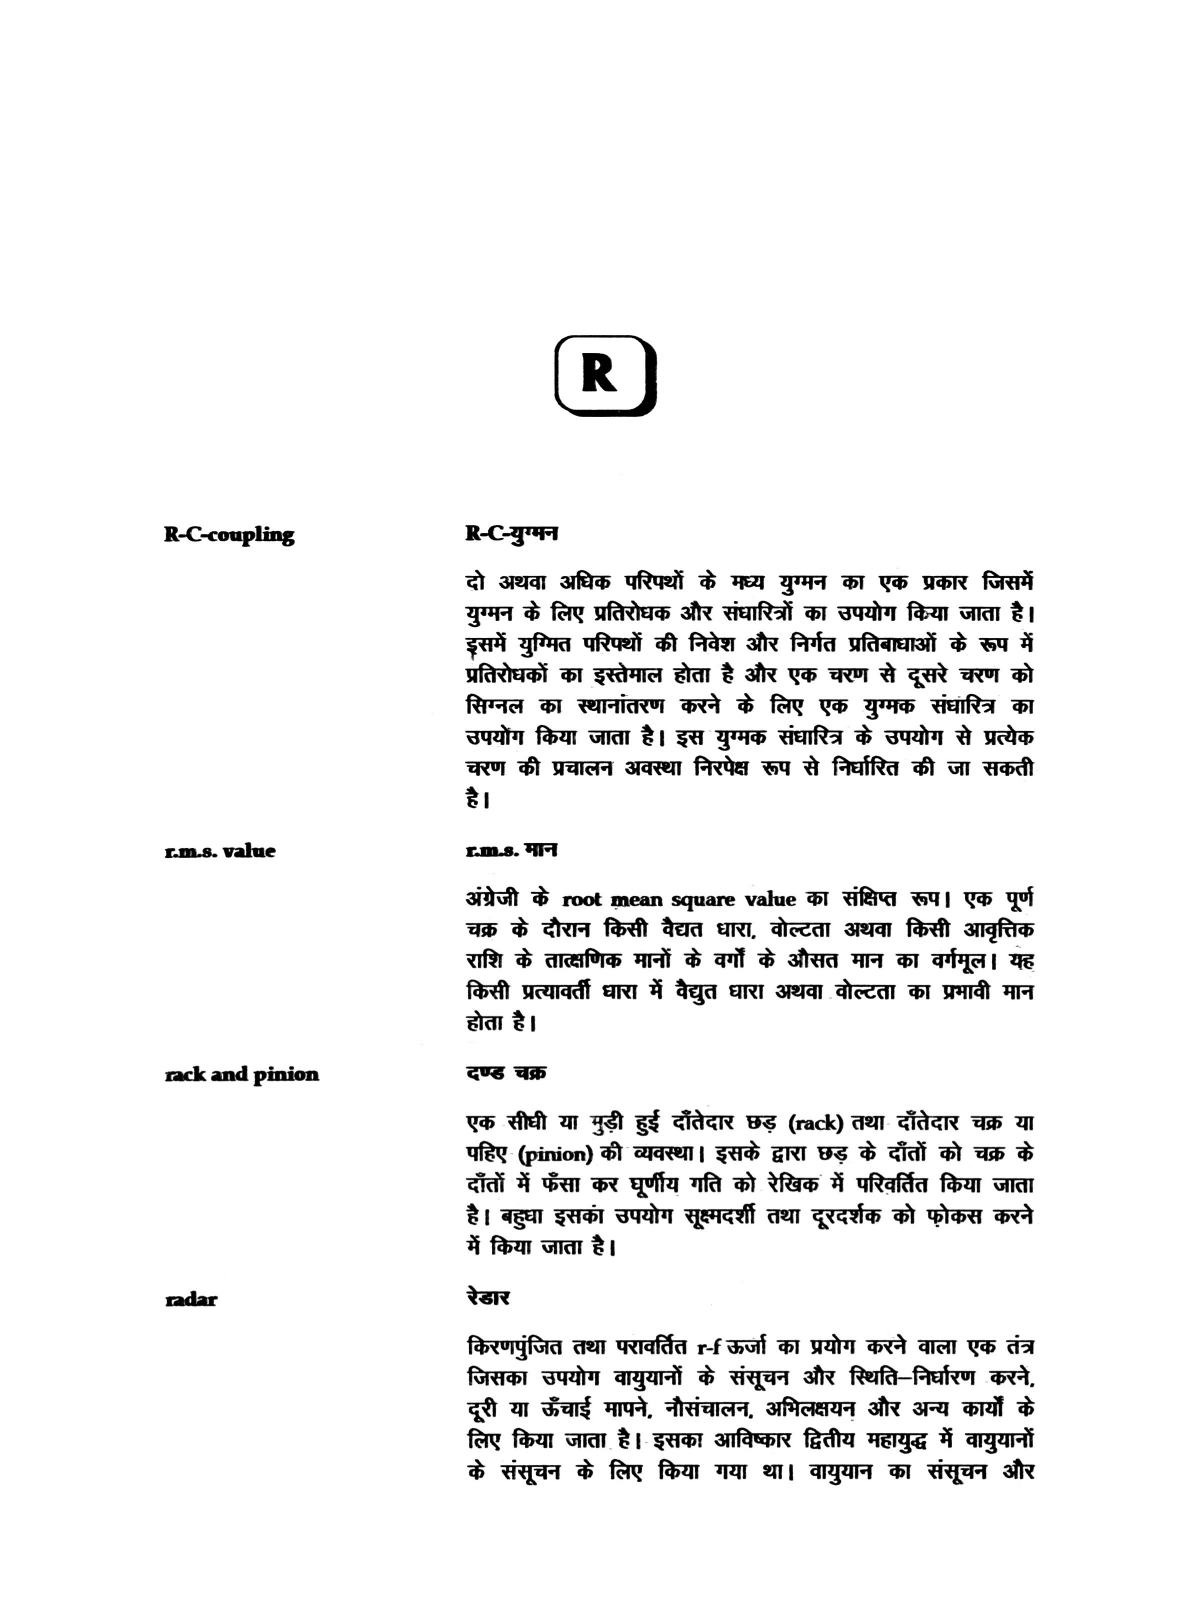 R
R-C-coupling R-C-युग्मन
दो अथवा अधिक परिपथों के मध्य युग्मन का एक प्रकार जिसमें
युग्मन के लिए प्रतिरोधक और संधारित्रों का उपयोग किया जाता है।
इसमें युग्मित परिपथों की निवेश और निर्गत प्रतिबाधाओं के रूप में
प्रतिरोधकों का इस्तेमाल होता है और एक चरण से दूसरे चरण को
सिग्नल का स्थानांतरण करने के लिए एक युग्मक संधारित्र का
उपयोंग किया जाता है। इस युग्मक संधारित्र के उपयोग से प्रत्येक
चरण की प्रचालन अवस्था निरपेक्ष रूप से निर्धारित की जा सकती
है।
r.m.s. value r.m.s. मान
अंग्रेजी के root mean square value का संक्षिप्त रूप। एक पूर्ण
चक्र के दौरान किसी वैद्यत धारा, वोल्टता अथवा किसी आवृत्तिक
राशि के तात्क्षणिक मानों के वर्गों के औसत मान का वर्गमूल। यह
किसी प्रत्यावर्ती धारा में वैद्युत धारा अथवा वोल्टता का प्रभावी मान
होता है।
rack and pinion दण्ड चक्र
एक सीधी या मुड़ी हुई दाँतेदार छड़ (rack) तथा दाँतेदार चक्र या
पहिए (pinion) की व्यवस्था। इसके द्वारा छड़ के दाँतों को चक्र के
दाँतों में फँसा कर घूर्णीय गति को रेखिक में परिवर्तित किया जाता
है। बहुधा इसका उपयोग सूक्ष्मदर्शी तथा दूरदर्शक को फ़ोकस करने
में किया जाता है।
radar रेडार
किरणपुंजित तथा परावर्तित r-f ऊर्जा का प्रयोग करने वाला एक तंत्र
जिसका उपयोग वायुयानों के संसूचन और स्थिति–निर्धारण करने,
दूरी या ऊँचाई मापने, नौसंचालन, अभिलक्षयन और अन्य कार्यों के
लिए किया जाता है। इसका आविष्कार द्वितीय महायुद्ध में वायुयानों
के संसूचन के लिए किया गया था। वायुयान का संसूचन और